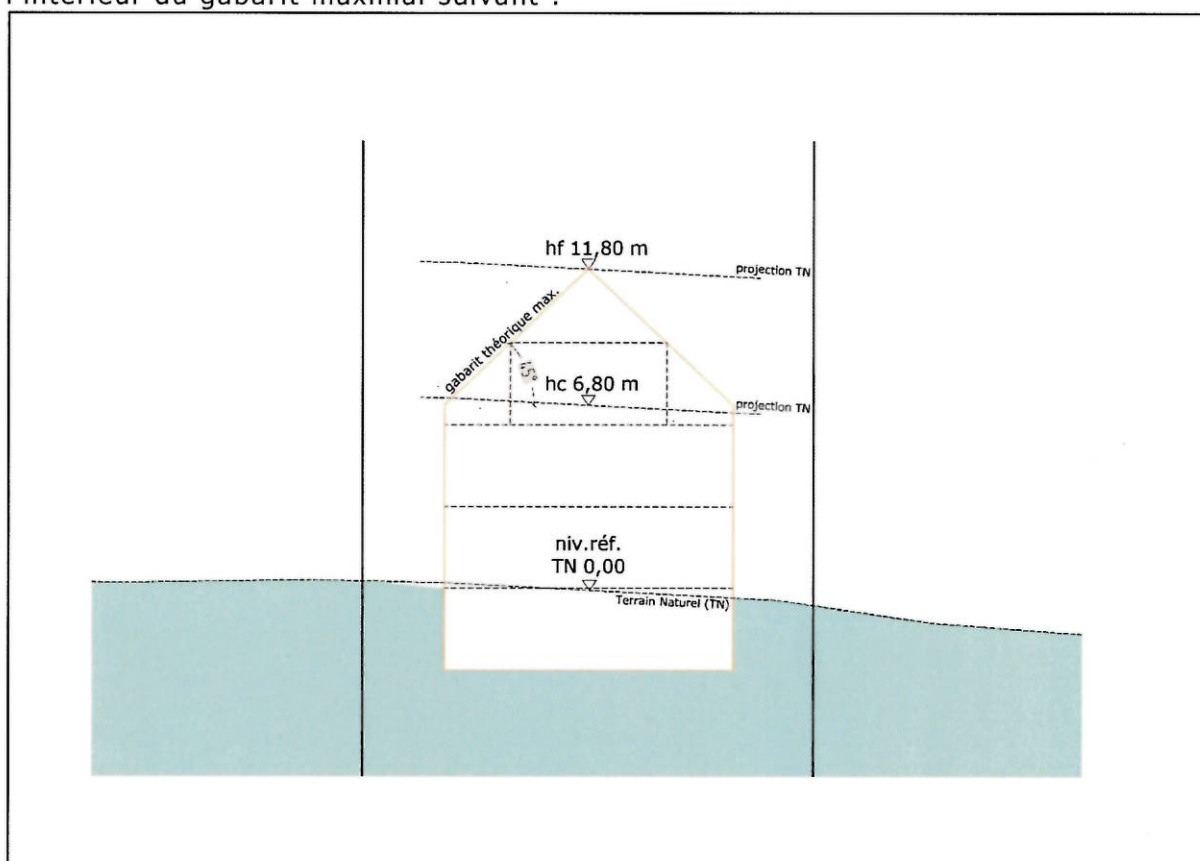 l'intérieur du gabarit maximal suivant :
hf 11,80 m
projection TN
gabarit théorique max.
hc 6,80 m
projection TN
niv.réf.
TN 0,00
Terrain Naturel (TN)